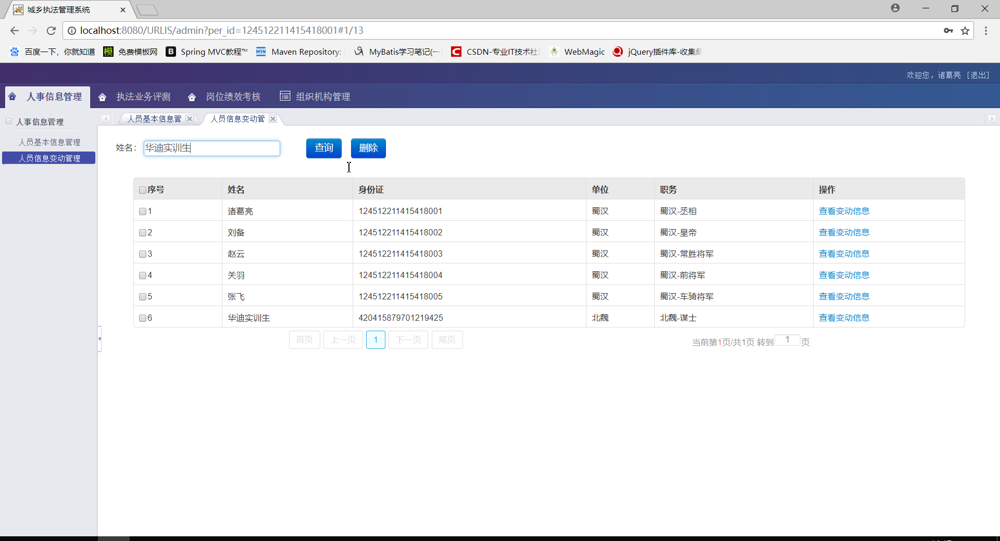 城乡执法管理系统
localhost:8080/URLIS/admin?per_id=124512211415418001#1/13
百度一下，你就知道 模 免费模板网 B Spring MVC教程™ MVN Maven Repository: MyBatis学习笔记(一 C CSDN-专业IT技术社 WebMagic jQuery插件库-收集最
欢迎您，诸葛亮 [退出]
人事信息管理 执法业务评测 岗位绩效考核 组织机构管理
人事信息管理
人员基本信息管理
人员信息变动管理
人员基本信息管 人员信息变动管
姓名： 华迪实训生 查询 删除
序号 姓名 身份证 单位 职务 操作
1 诸葛亮 124512211415418001 蜀汉 蜀汉-丞相 查看变动信息
2 刘备 124512211415418002 蜀汉 蜀汉-皇帝 查看变动信息
3 赵云 124512211415418003 蜀汉 蜀汉-常胜将军 查看变动信息
4 关羽 124512211415418004 蜀汉 蜀汉-前将军 查看变动信息
5 张飞 124512211415418005 蜀汉 蜀汉-车骑将军 查看变动信息
6 华迪实训生 420415879701219425 北魏 北魏-谋士 查看变动信息
首页 上一页 1 下一页 尾页 当前第1页/共1页 转到 1 页